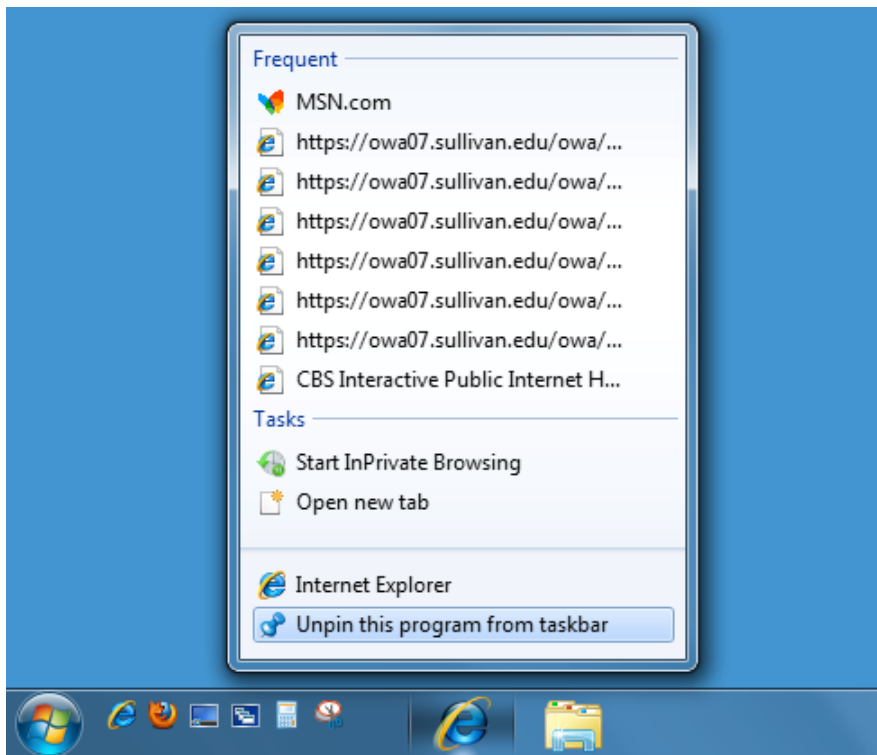 Frequent
MSN.com
https://owa07.sullivan.edu/owa/...
https://owa07.sullivan.edu/owa/...
https://owa07.sullivan.edu/owa/...
https://owa07.sullivan.edu/owa/...
https://owa07.sullivan.edu/owa/...
https://owa07.sullivan.edu/owa/...
CBS Interactive Public Internet H...
Tasks
Start InPrivate Browsing
Open new tab
Internet Explorer
Unpin this program from taskbar